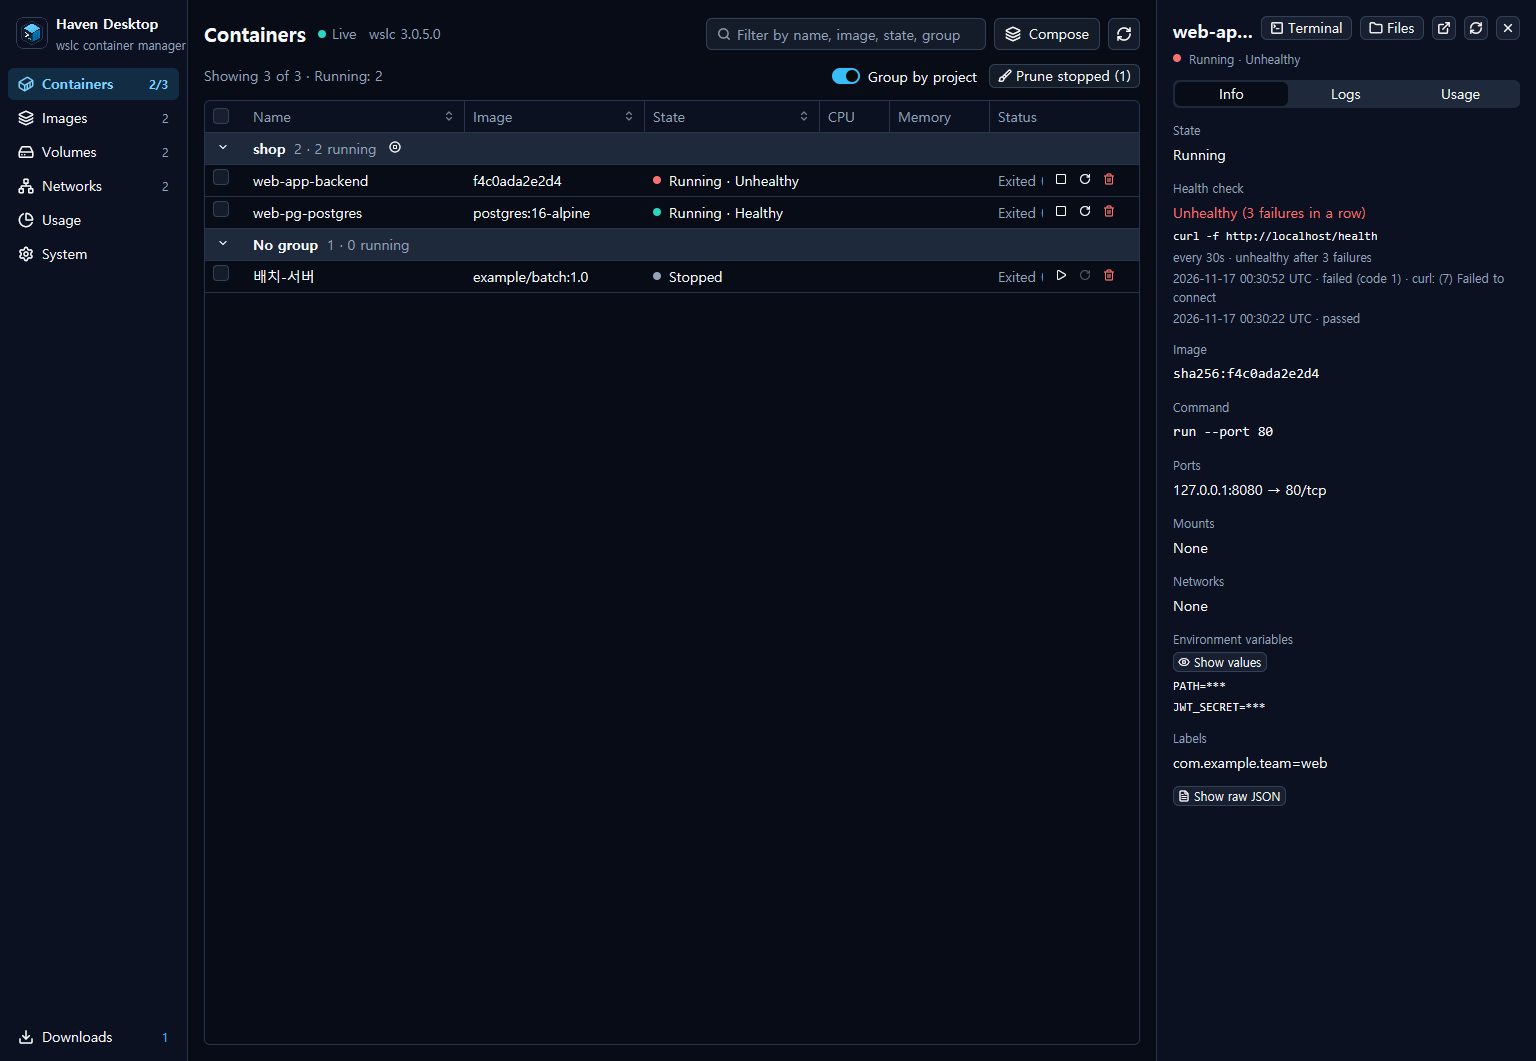 Haven Desktop
wslc container manager
Containers 2/3
Images 2
Volumes 2
Networks 2
Usage
System
Downloads 1
Containers Live wslc 3.0.5.0
Filter by name, image, state, group
Compose
Showing 3 of 3 · Running: 2
Group by project
Prune stopped (1)
Name Image State CPU Memory Status
shop 2 · 2 running
web-app-backend f4c0ada2e2d4 Running · Unhealthy Exited
web-pg-postgres postgres:16-alpine Running · Healthy Exited
No group 1 · 0 running
배치-서버 example/batch:1.0 Stopped Exited
web-ap...
Terminal
Files
Running · Unhealthy
Info Logs Usage
State
Running
Health check
Unhealthy (3 failures in a row)
curl -f http://localhost/health
every 30s · unhealthy after 3 failures
2026-11-17 00:30:52 UTC · failed (code 1) · curl: (7) Failed to
connect
2026-11-17 00:30:22 UTC · passed
Image
sha256:f4c0ada2e2d4
Command
run --port 80
Ports
127.0.0.1:8080 → 80/tcp
Mounts
None
Networks
None
Environment variables
Show values
PATH=***
JWT_SECRET=***
Labels
com.example.team=web
Show raw JSON